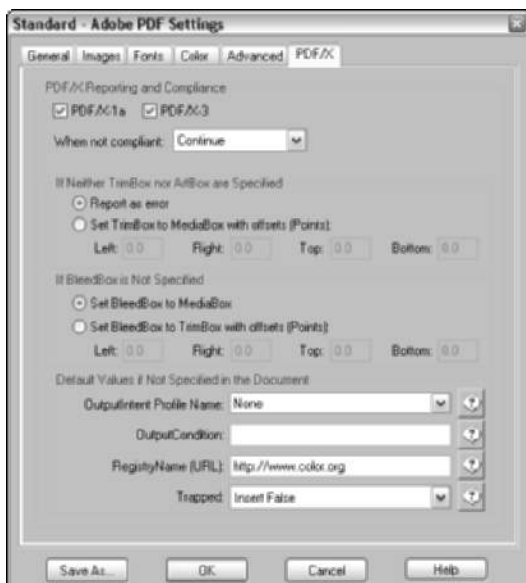 Standard - Adobe PDF Settings
General Images Fonts Color Advanced PDF/X
PDF/X Reporting and Compliance
PDF/X-1a PDF/X-3
When not compliant: Continue
If Neither TrimBox nor ArtBox are Specified
Report as error
Set TrimBox to MediaBox with offsets (Points):
Left: 0.0 Right: 0.0 Top: 0.0 Bottom: 0.0
If BleedBox is Not Specified
Set BleedBox to MediaBox
Set BleedBox to TrimBox with offsets (Points):
Left: 0.0 Right: 0.0 Top: 0.0 Bottom: 0.0
Default Values if Not Specified in the Document
OutputIntent Profile Name: None
OutputCondition:
RegistryName (URL): http://www.color.org
Trapped: Insert False
Save As... OK Cancel Help